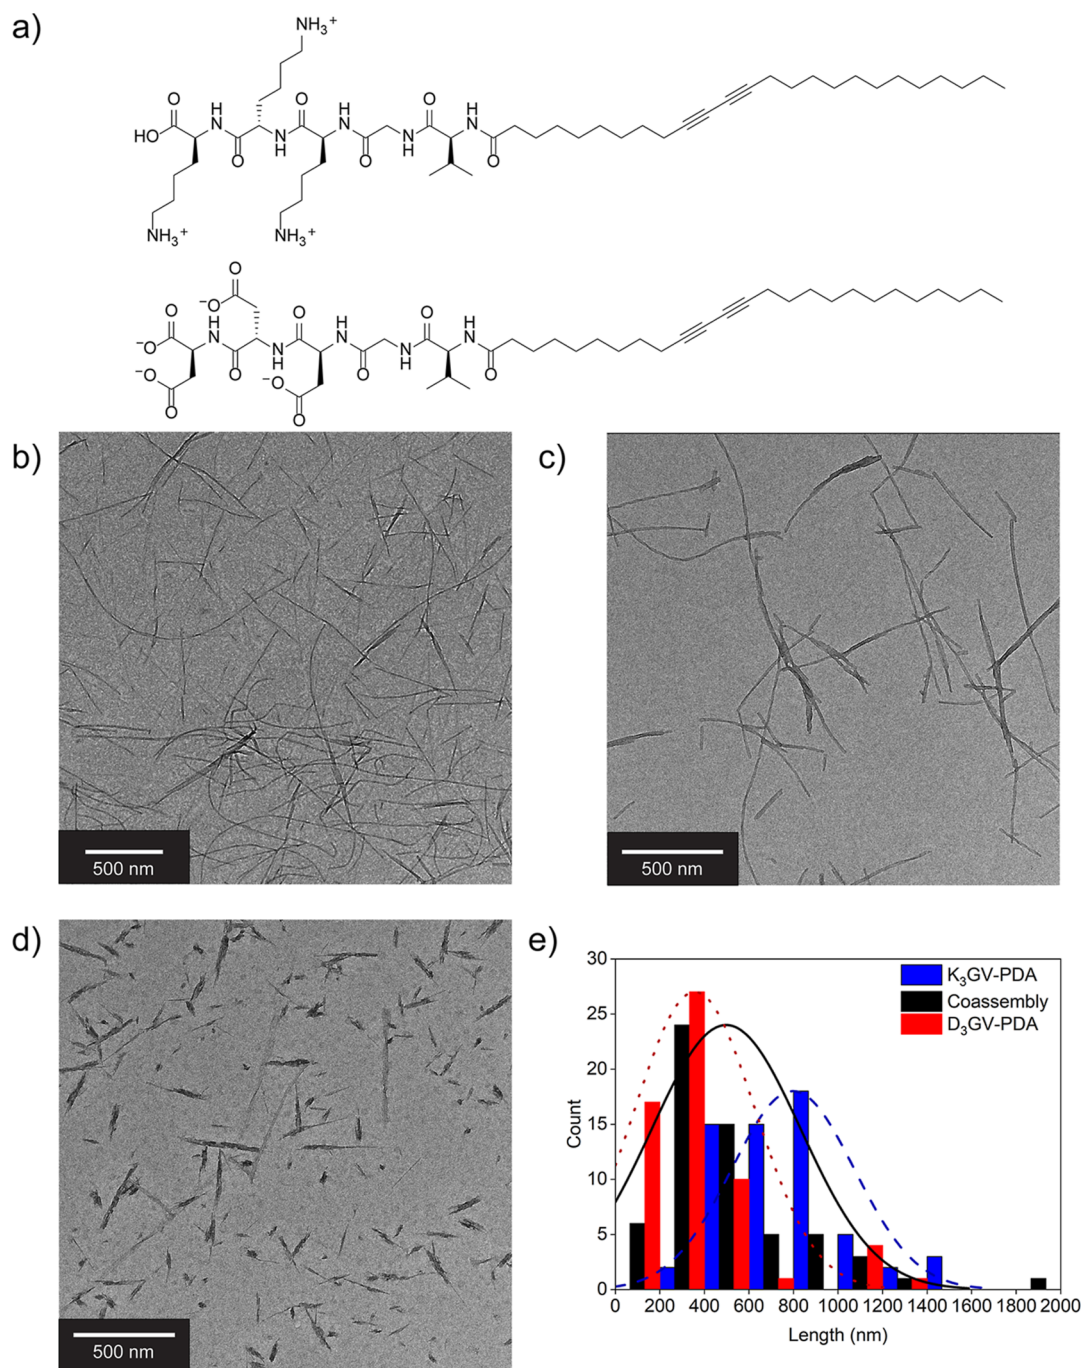 a)
NH₃⁺
O
H
N
O
H
N
O
HO
N
H
N
H
N
H
O
O
O
O
NH₃⁺
NH₃⁺
O
⁻O
O
H
N
O
H
N
O
H
N
⁻O
N
H
N
H
O
⁻O
O
O
O
⁻O
O
O
b)
c)
500 nm
500 nm
d)
e)
500 nm
30
25
20
15
10
5
0
Count
K₃GV-PDA
Coassembly
D₃GV-PDA
0 200 400 600 800 1000 1200 1400 1600 1800 2000
Length (nm)